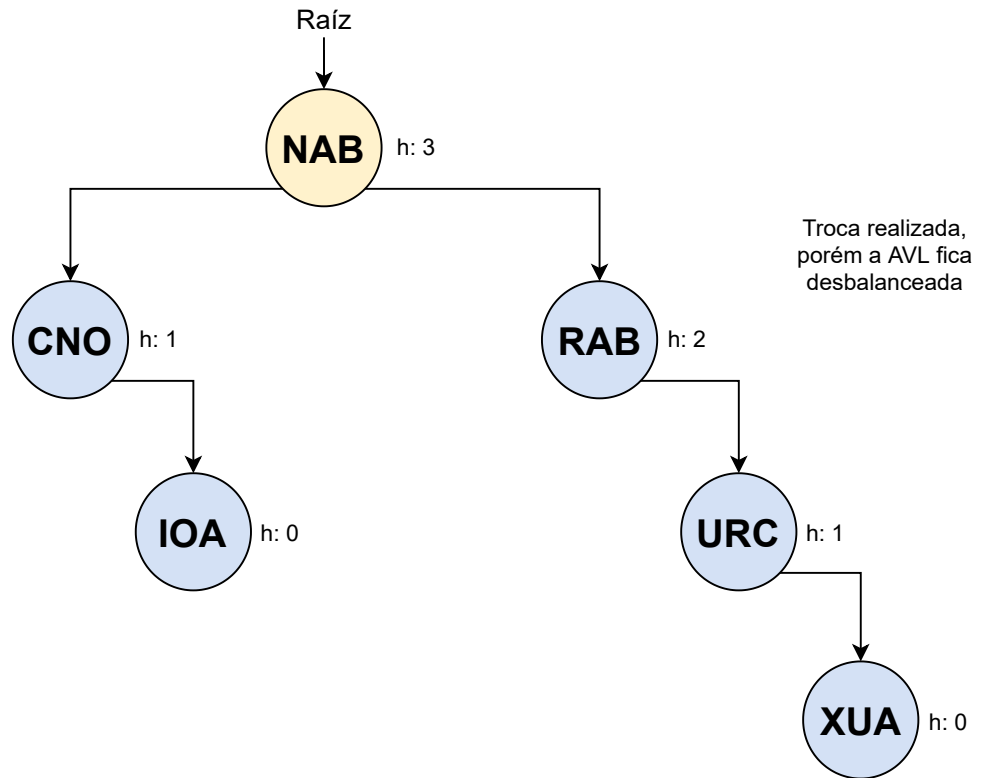 Raíz
NAB
h: 3
Troca realizada,
porém a AVL fica
desbalanceada
CNO
h: 1
RAB
h: 2
IOA
h: 0
URC
h: 1
XUA
h: 0